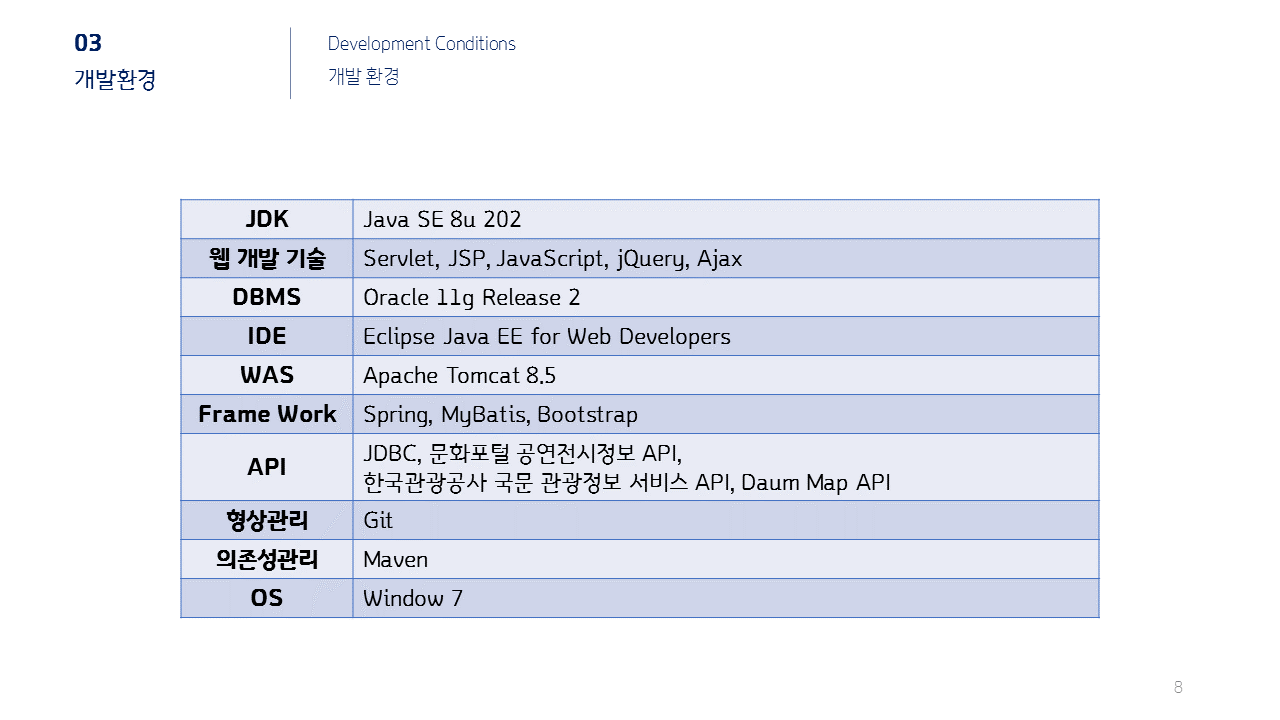 03
개발환경
Development Conditions
개발 환경
JDK Java SE 8u 202
웹 개발 기술 Servlet, JSP, JavaScript, jQuery, Ajax
DBMS Oracle 11g Release 2
IDE Eclipse Java EE for Web Developers
WAS Apache Tomcat 8.5
Frame Work Spring, MyBatis, Bootstrap
API JDBC, 문화포털 공연전시정보 API,
한국관광공사 국문 관광정보 서비스 API, Daum Map API
형상관리 Git
의존성관리 Maven
OS Window 7
8